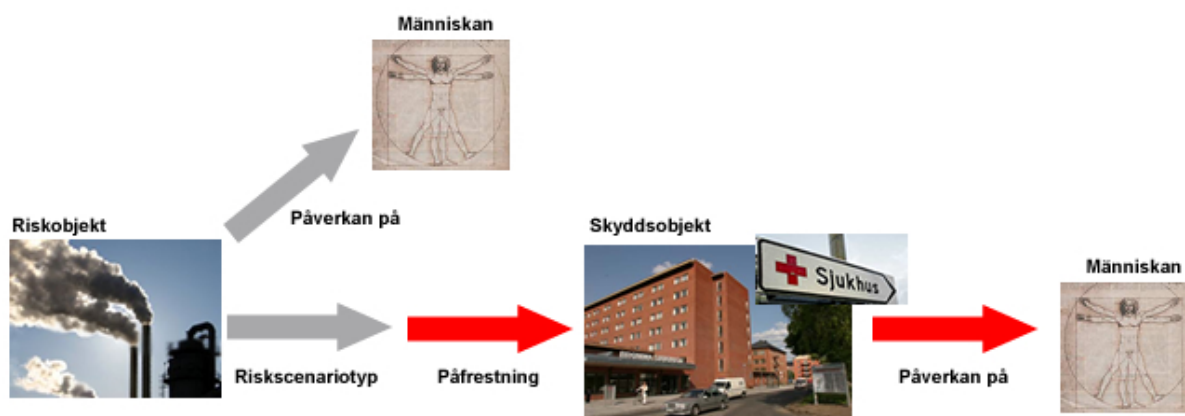 Människan
Påverkan på
Riskobjekt
Skyddsobjekt
Sjukhus
Människan
Riskscenariotyp
Påfrestning
Påverkan på